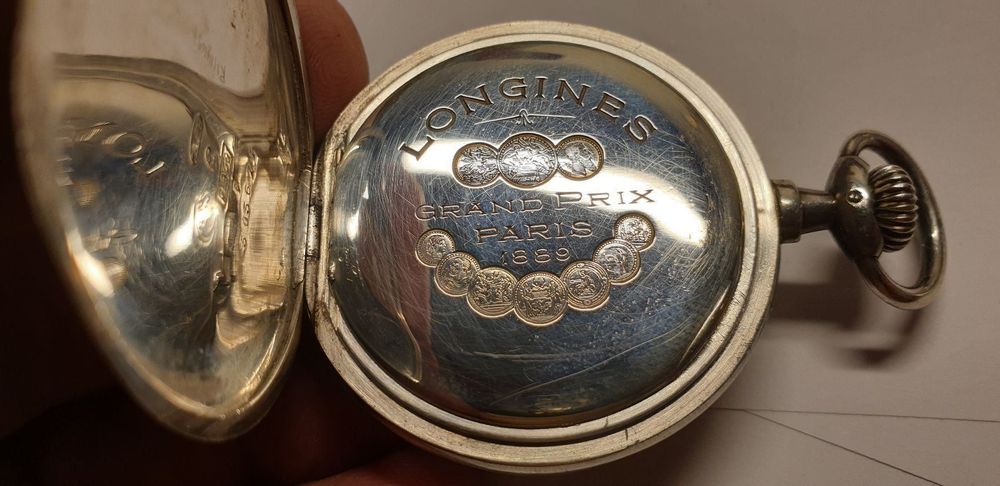 LONGINES
GRAND PRIX
PARIS
1889